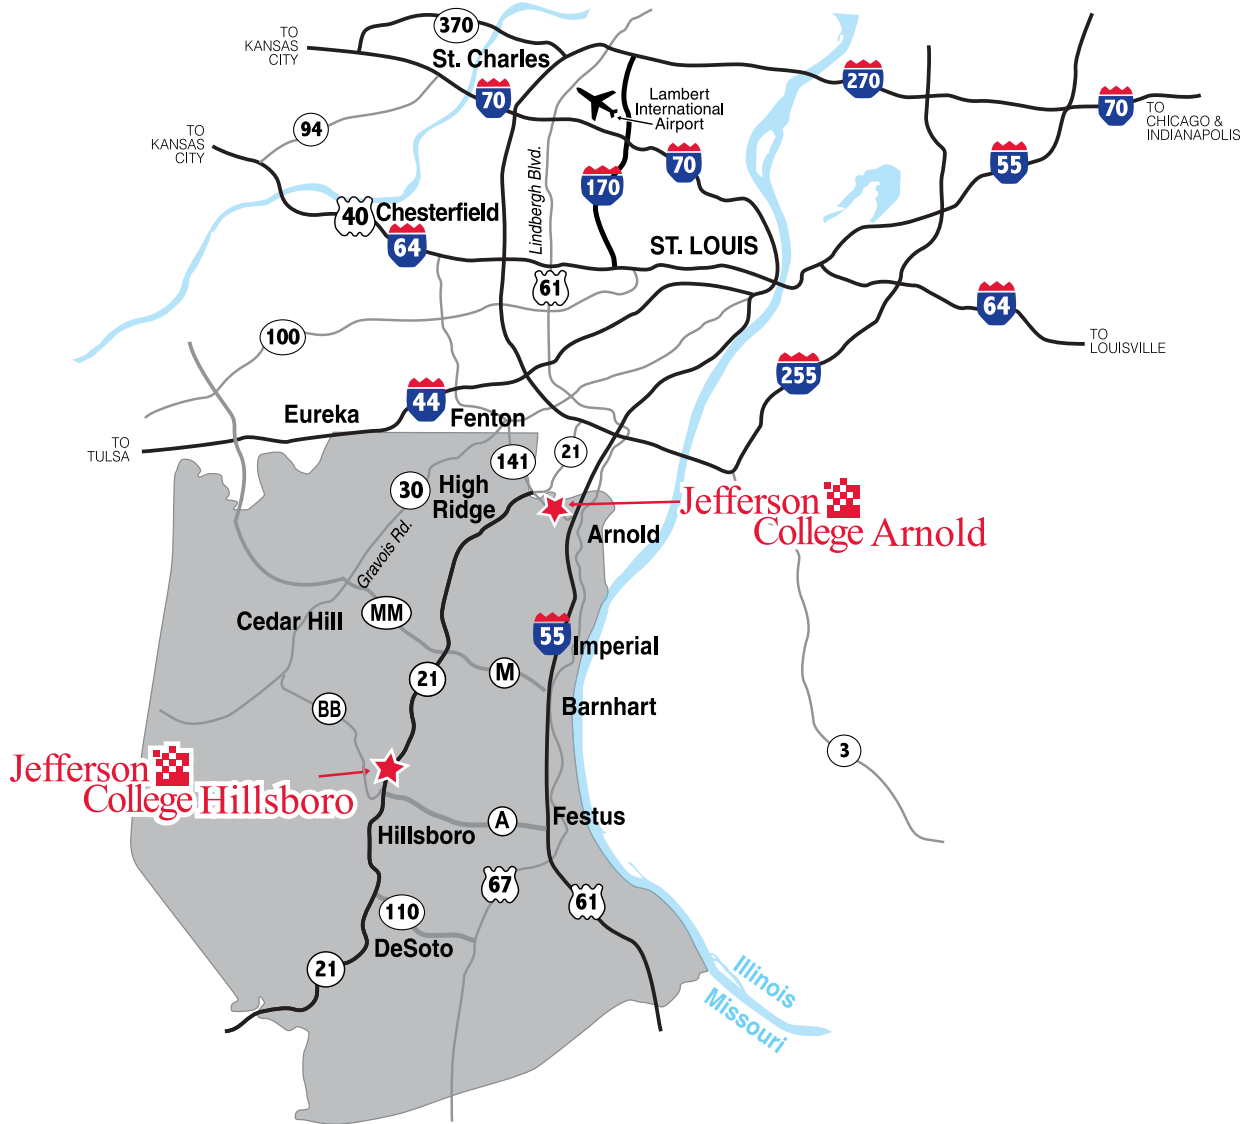 370
TO
KANSAS
CITY
St. Charles
270
70
Lambert
International
Airport
70
TO
CHICAGO &
INDIANAPOLIS
94
TO
KANSAS
CITY
Lindbergh Blvd.
70
55
170
40
Chesterfield
64
ST. LOUIS
61
64
100
TO
LOUISVILLE
255
44
Eureka
Fenton
TO
TULSA
21
141
30
High
Ridge
Jefferson
College Arnold
Arnold
Gravois Rd.
MM
Cedar Hill
55
Imperial
M
21
BB
Barnhart
3
Jefferson
College Hillsboro
A
Festus
Hillsboro
67
61
110
DeSoto
21
Illinois
Missouri